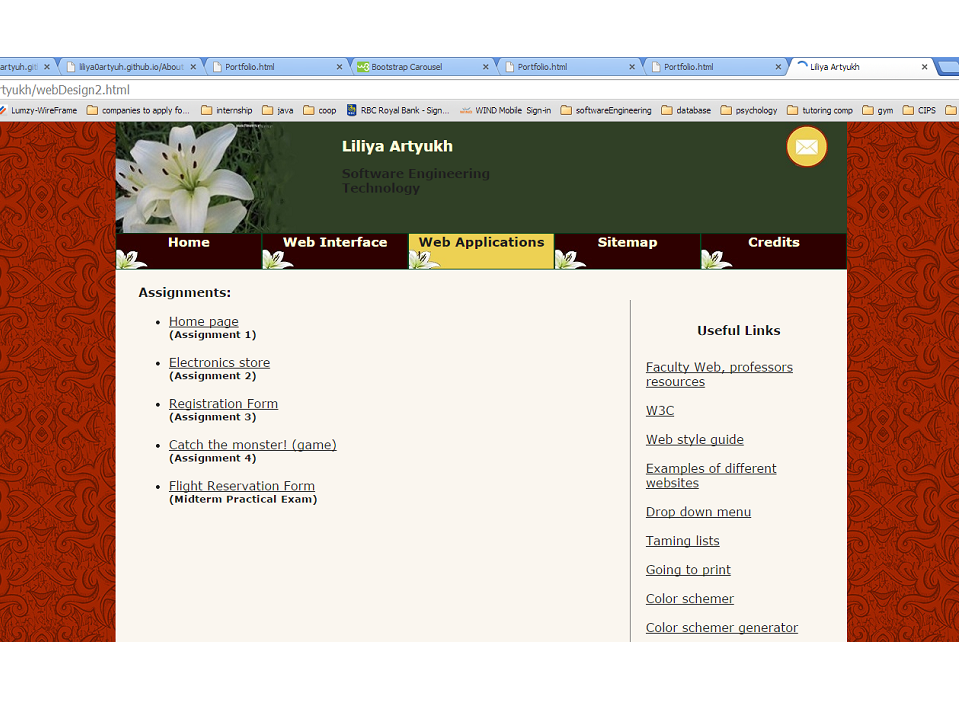 artyuh.git
liliya0artyuh.github.io/About
Portfolio.html
Bootstrap Carousel
Portfolio.html
Portfolio.html
Liliya Artyukh
rtyukh/webDesign2.html
Lumzy-WireFrame
companies to apply fo...
internship
java
coop
RBC Royal Bank - Sign...
WIND Mobile Sign-in
softwareEngineering
database
psychology
tutoring comp
gym
CIPS
Liliya Artyukh
Software Engineering
Technology
Home
Web Interface
Web Applications
Sitemap
Credits
Assignments:
Home page
(Assignment 1)
Electronics store
(Assignment 2)
Registration Form
(Assignment 3)
Catch the monster! (game)
(Assignment 4)
Flight Reservation Form
(Midterm Practical Exam)
Useful Links
Faculty Web, professors
resources
W3C
Web style guide
Examples of different
websites
Drop down menu
Taming lists
Going to print
Color schemer
Color schemer generator